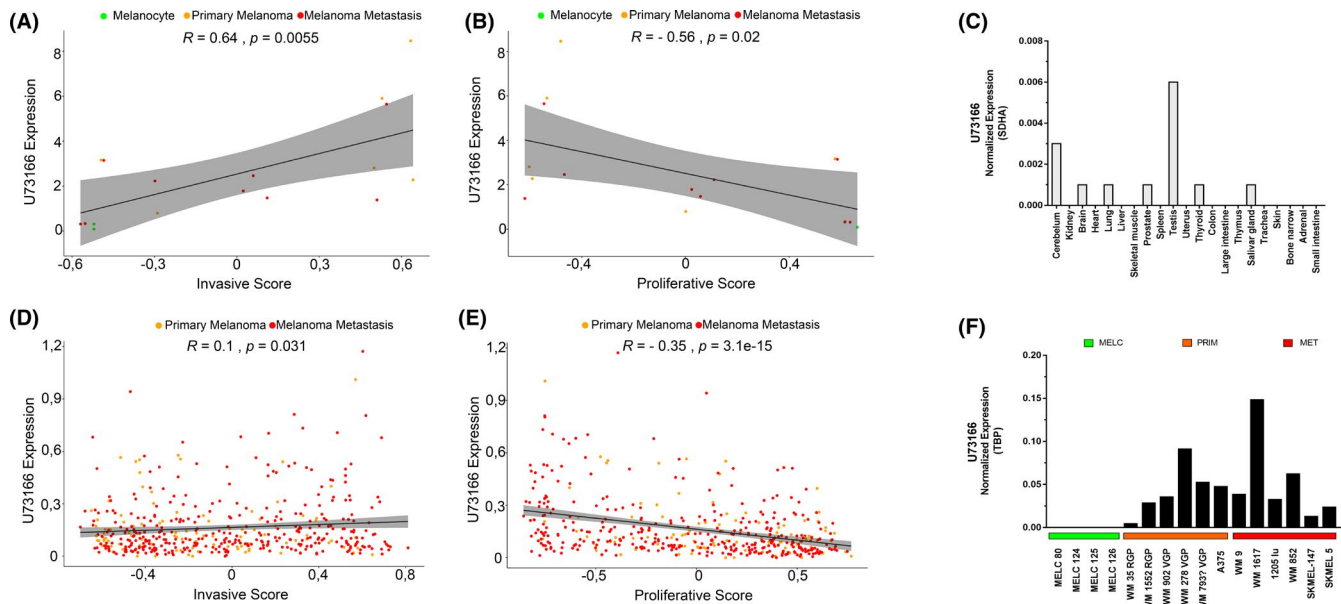 (A)
Melanocyte Primary Melanoma Melanoma Metastasis
R = 0.64 , p = 0.0055
U73166 Expression
8
6
4
2
0
-0,6 -0,3 0 0,3 0,6
Invasive Score
(B)
Melanocyte Primary Melanoma Melanoma Metastasis
R = - 0.56 , p = 0.02
U73166 Expression
8
6
4
2
0
-0,4 0 0,4
Proliferative Score
(C)
U73166
Normalized Expression
(SDHA)
0.008
0.006
0.004
0.002
0.000
Cerebelum
Kidney
Brain
Heart
Lung
Liver
Skeletal muscle
Prostate
Spleen
Testis
Uterus
Thyroid
Colon
Large intestine
Thymus
Salivar gland
Trachea
Skin
Bone narrow
Adrenal
Small intestine
(D)
Primary Melanoma Melanoma Metastasis
R = 0.1 , p = 0.031
U73166 Expression
1,2
0,9
0,6
0,3
0
-0,4 0 0,4 0,8
Invasive Score
(E)
Primary Melanoma Melanoma Metastasis
R = - 0.35 , p = 3.1e-15
U73166 Expression
1,2
0,9
0,6
0,3
0
-0,5 0 0,5
Proliferative Score
(F)
MELC PRIM MET
U73166
Normalized Expression
(TBP)
0.20
0.15
0.10
0.05
0.00
MELC 80
MELC 124
MELC 125
MELC 126
WM 35 RGP
WM 1552 RGP
WM 902 VGP
WM 278 VGP
WM 793? VGP
A375
WM 9
WM 1617
1205 lu
WM 852
SKMEL-147
SKMEL 5